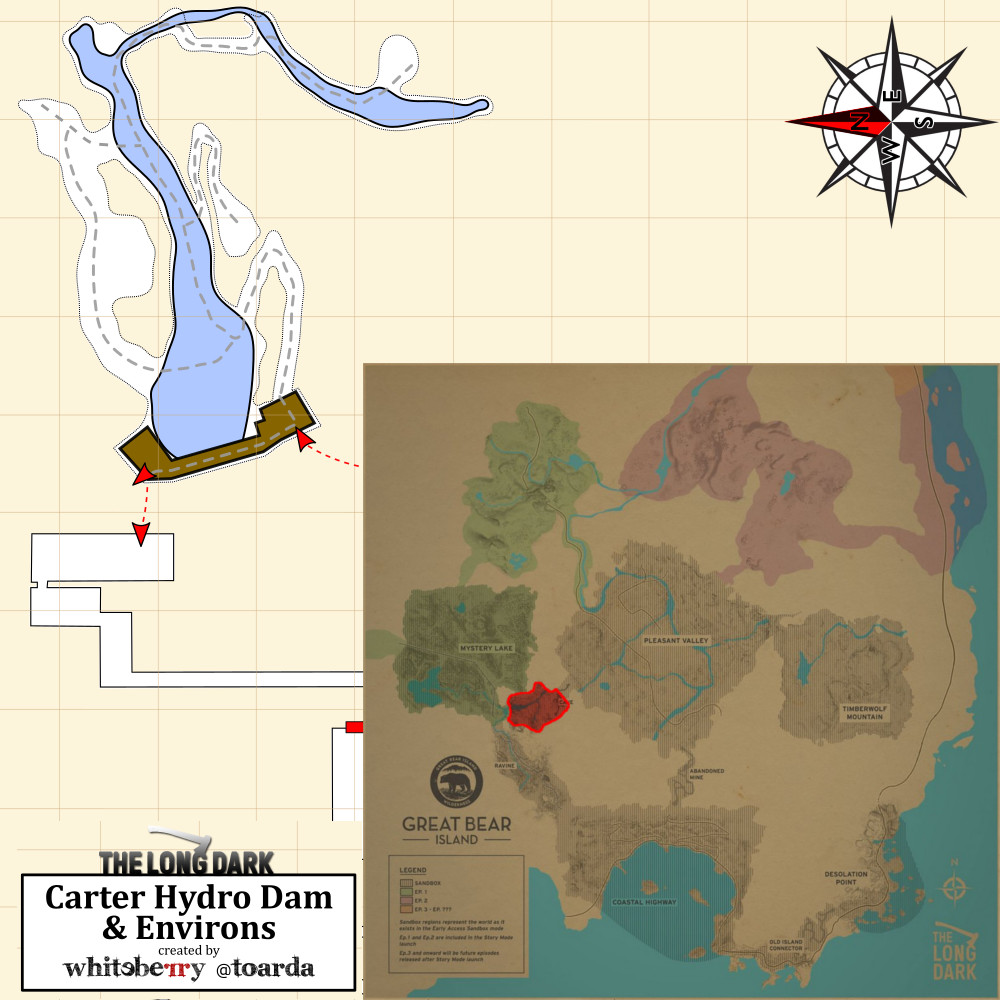 E
N
S
W
MYSTERY LAKE
PLEASANT VALLEY
TIMBERWOLF
MOUNTAIN
RAVINE
ABANDONED
MINE
GREAT BEAR
ISLAND
LEGEND
SANDBOX
EP. 1
EP. 2
EP. 3 - EP. ???
Sandbox regions represent the world as it
exists in the Early Access Sandbox mode
Ep.1 and Ep.2 are included in the Story Mode
launch
Ep.3 and onward will be future episodes
released after Story Mode launch
COASTAL HIGHWAY
DESOLATION
POINT
OLD ISLAND
CONNECTOR
N
THE
LONG
DARK
THE LONG DARK
Carter Hydro Dam
& Environs
created by
whiteberry @toarda